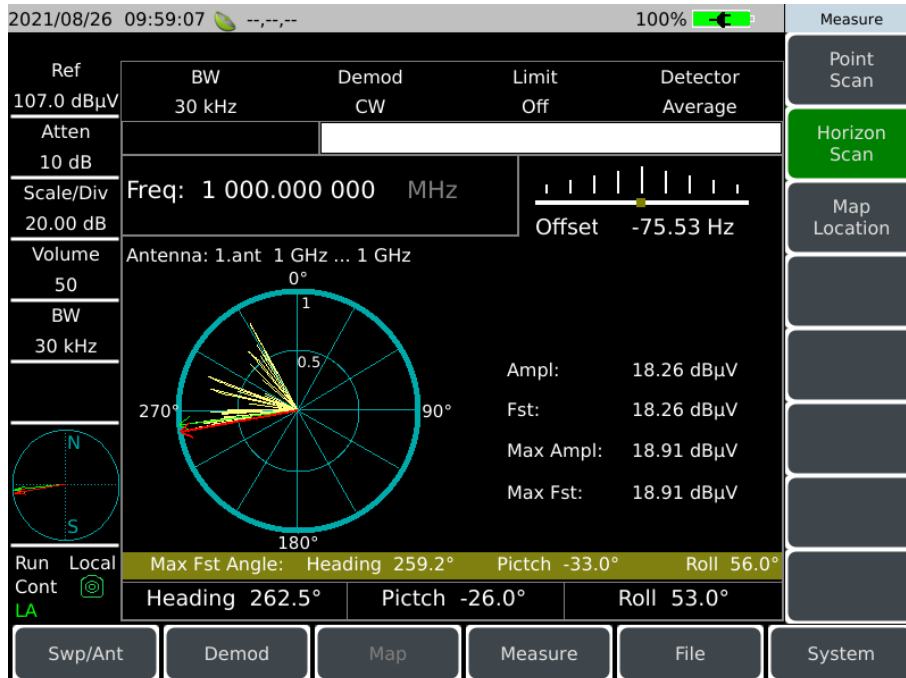 2021/08/26 09:59:07 --,--,-- 100% Measure
Ref
107.0 dBµV
Atten
10 dB
Scale/Div
20.00 dB
Volume
50
BW
30 kHz
N
S
Run Local
Cont
LA
BW Demod Limit Detector
30 kHz CW Off Average
Freq: 1 000.000 000 MHz
Offset -75.53 Hz
Antenna: 1.ant 1 GHz ... 1 GHz
0°
1
0.5
270° 90°
180°
Ampl: 18.26 dBµV
Fst: 18.26 dBµV
Max Ampl: 18.91 dBµV
Max Fst: 18.91 dBµV
Max Fst Angle: Heading 259.2° Pictch -33.0° Roll 56.0°
Heading 262.5° Pictch -26.0° Roll 53.0°
Point
Scan
Horizon
Scan
Map
Location
Swp/Ant Demod Map Measure File System